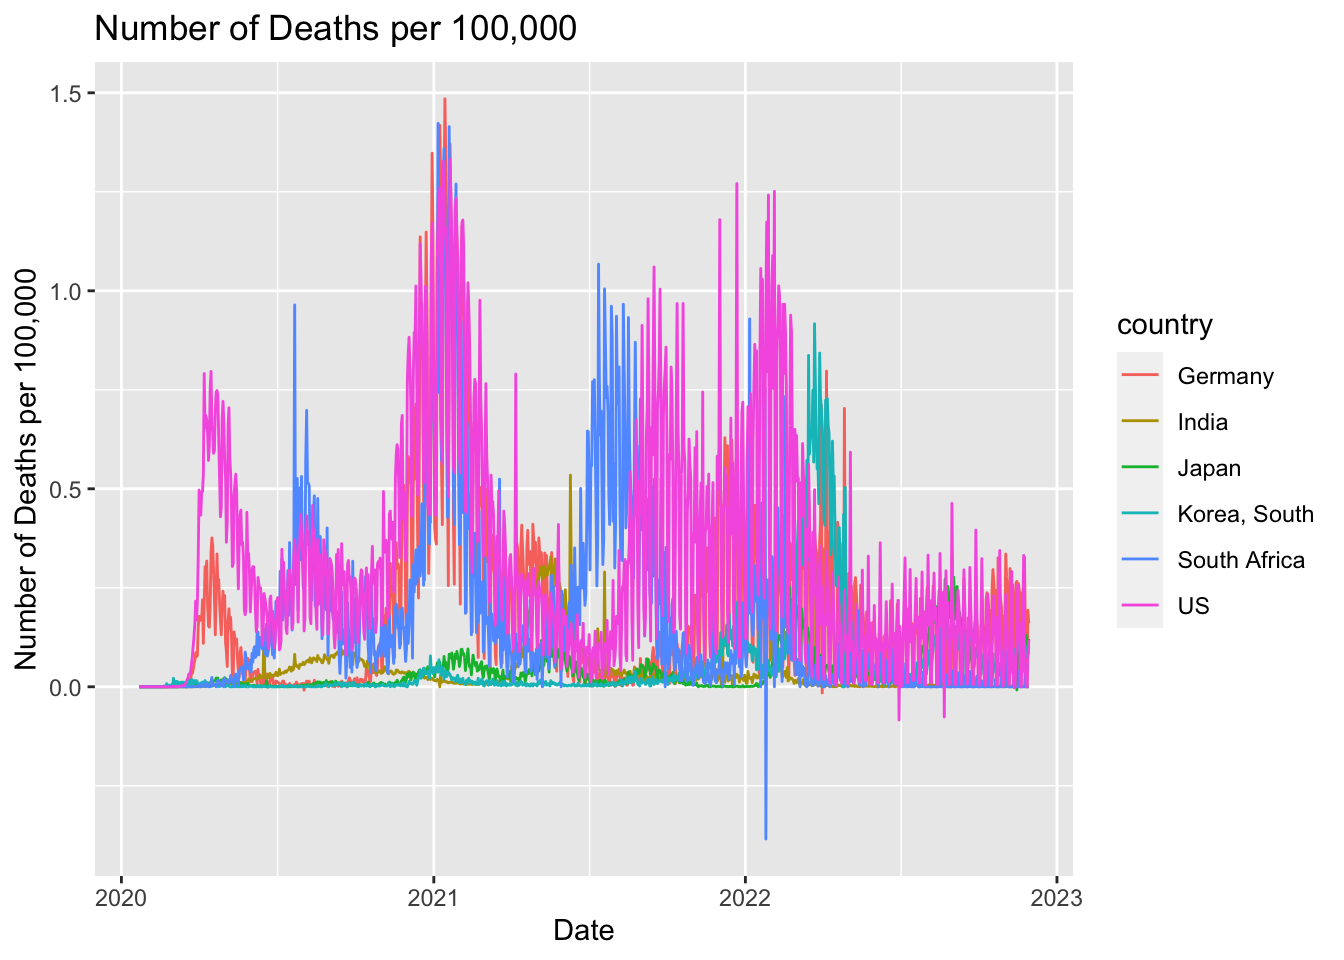 Number of Deaths per 100,000
Number of Deaths per 100,000
1.5
1.0
0.5
0.0
2020
2021
2022
2023
Date
country
Germany
India
Japan
Korea, South
South Africa
US